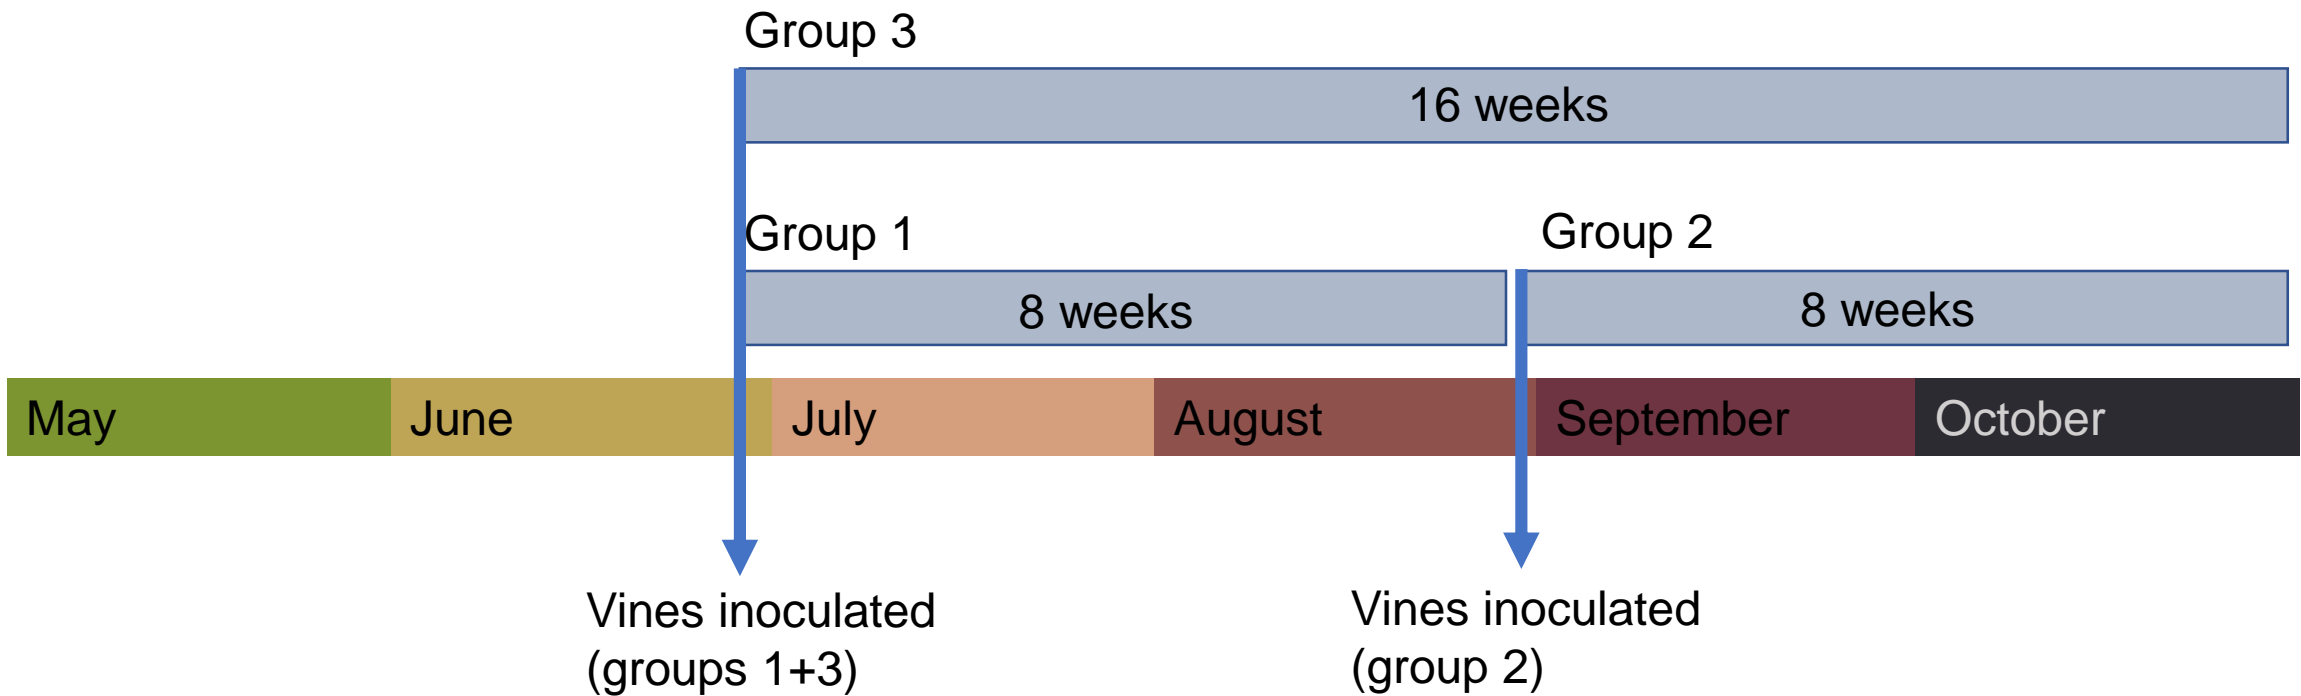 Group 3
16 weeks
Group 1
Group 2
8 weeks
8 weeks
May
June
July
August
September
October
Vines inoculated
(groups 1+3)
Vines inoculated
(group 2)